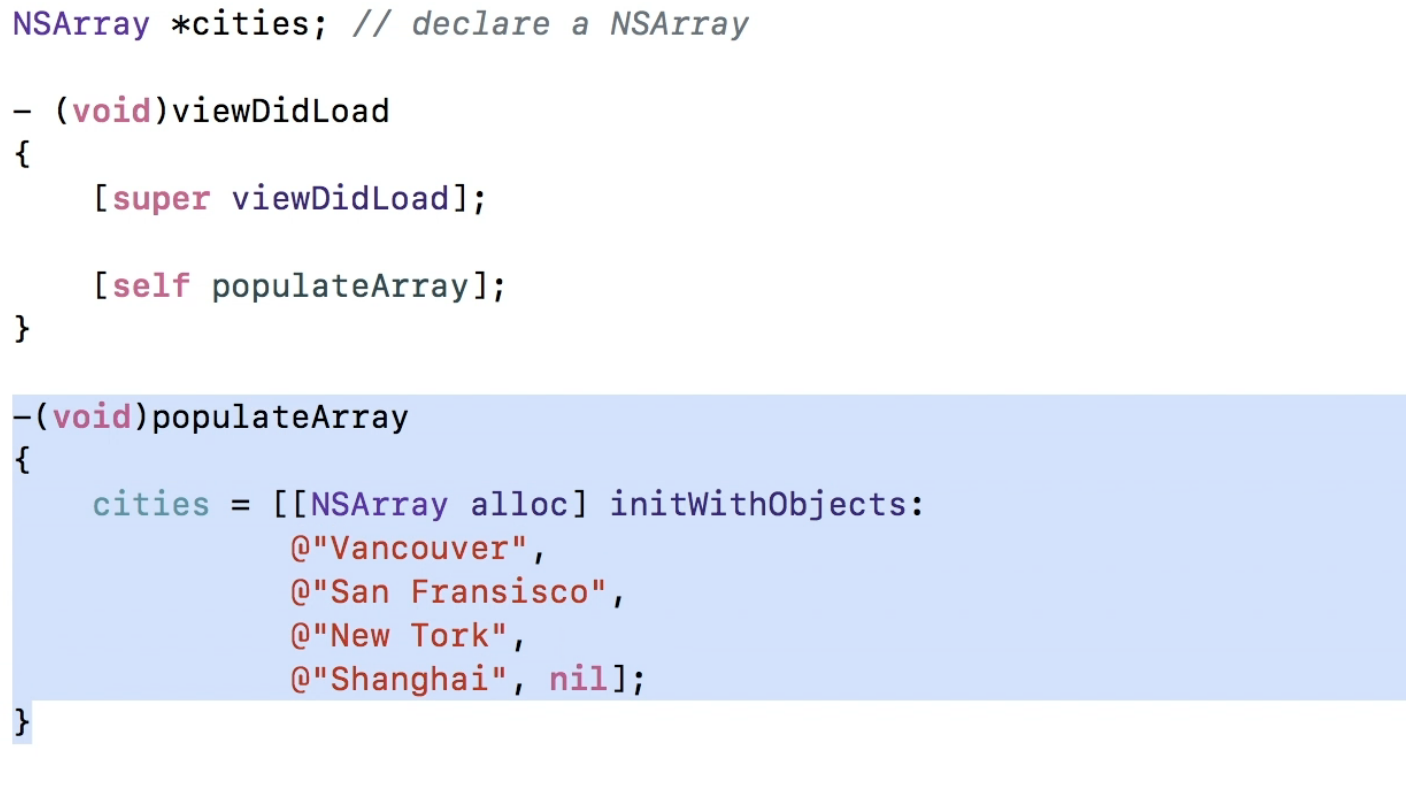 NSArray *cities; // declare a NSArray
- (void)viewDidLoad
{
[super viewDidLoad];
[self populateArray];
}
-(void)populateArray
{
cities = [[NSArray alloc] initWithObjects:
@"Vancouver",
@"San Fransisco",
@"New Tork",
@"Shanghai", nil];
}